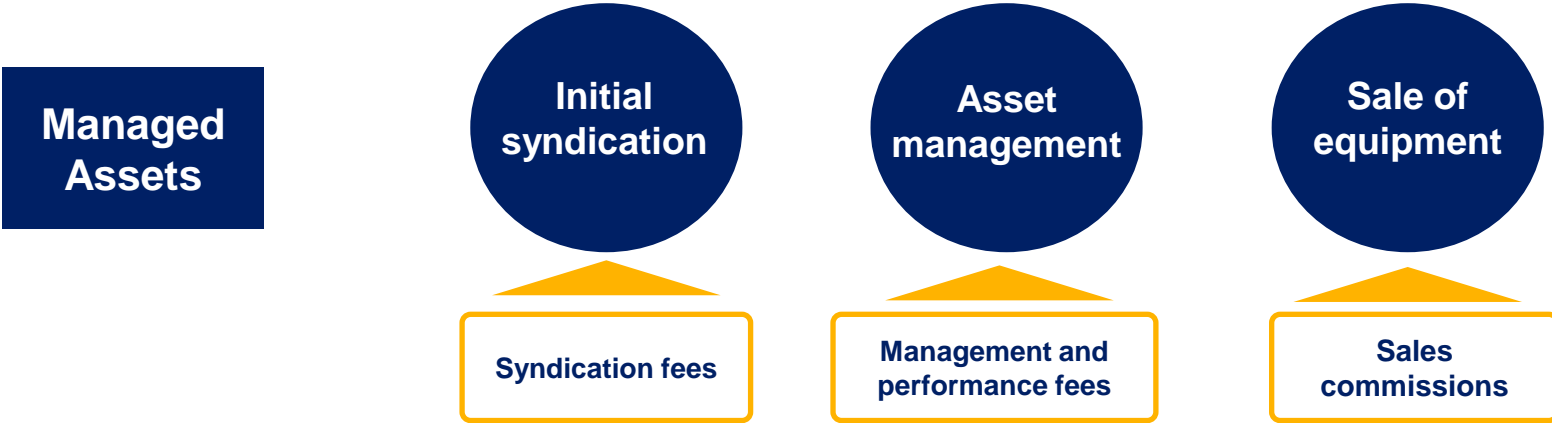 Managed
Assets
Initial
syndication
Asset
management
Sale of
equipment
Syndication fees
Management and
performance fees
Sales
commissions